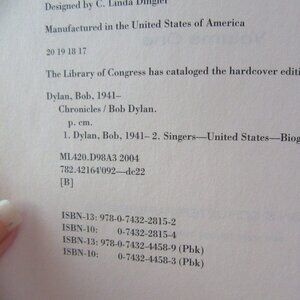 Designed by C. Linda Dingler
Manufactured in the United States of America
20 19 18 17
The Library of Congress has cataloged the hardcover edit
Dylan, Bob, 1941–
Chronicles / Bob Dylan.
p. cm.
1. Dylan, Bob, 1941– 2. Singers—United States—Biog
ML420.D98A3 2004
782.42164'092—dc22
[B]
ISBN-13: 978-0-7432-2815-2
ISBN-10: 0-7432-2815-4
ISBN-13: 978-0-7432-4458-9 (Pbk)
ISBN-10: 0-7432-4458-3 (Pbk)